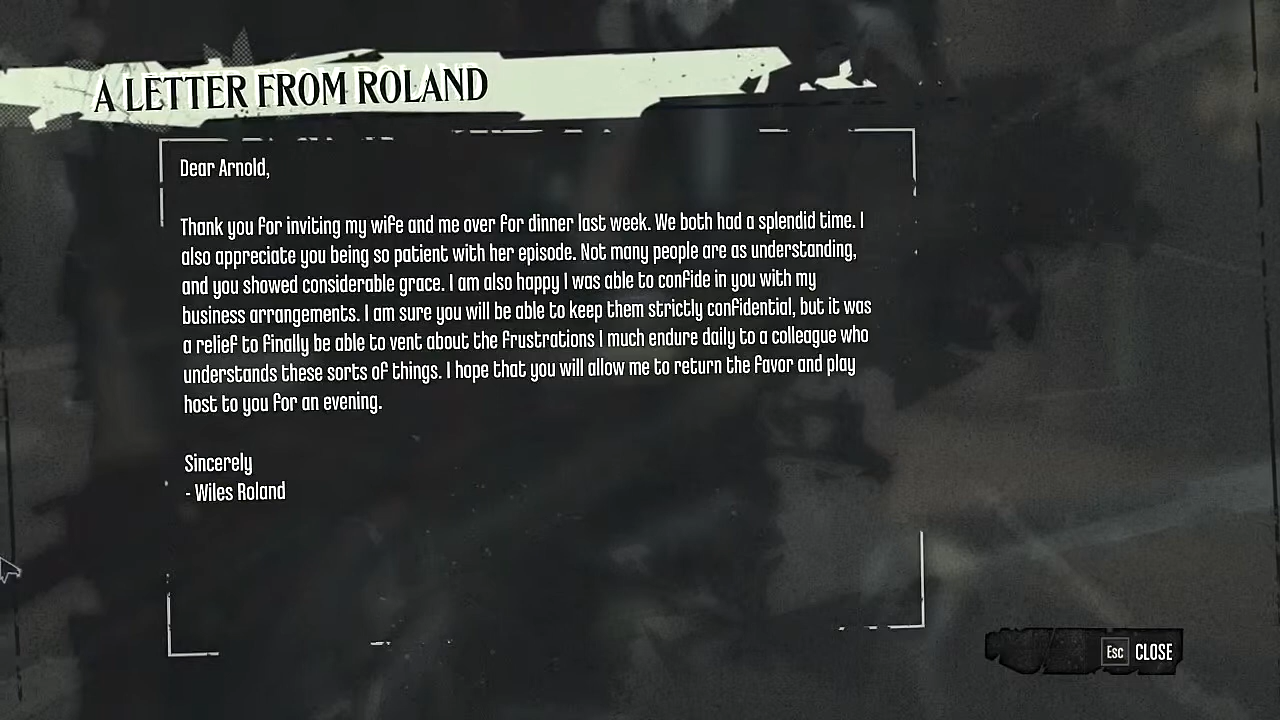 A LETTER FROM ROLAND
Dear Arnold,
Thank you for inviting my wife and me over for dinner last week. We both had a splendid time. I
also appreciate you being so patient with her episode. Not many people are as understanding,
and you showed considerable grace. I am also happy I was able to confide in you with my
business arrangements. I am sure you will be able to keep them strictly confidential, but it was
a relief to finally be able to vent about the frustrations I much endure daily to a colleague who
understands these sorts of things. I hope that you will allow me to return the favor and play
host to you for an evening.
Sincerely
- Wiles Roland
Esc CLOSE